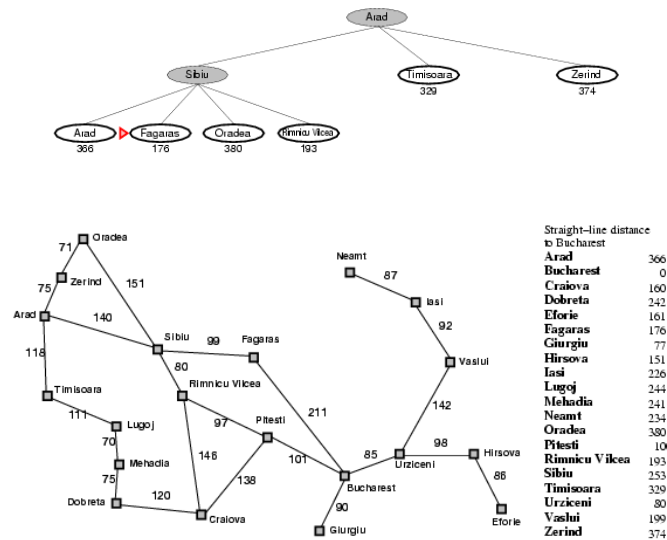 Arad
Sibiu
Timisoara
Zerind
329
374
Arad
Fagaras
Oradea
Rimnicu Vilcea
366
176
380
193
Oradea
71
Zerind
75
151
Arad
140
Sibiu
99
Fagaras
118
80
Rimnicu Vilcea
Timisoara
111
Lugoj
97
Pitesti
211
70
Mehadia
146
138
101
75
Dobreta
120
Craiova
Bucharest
90
Giurgiu
Neamt
87
Iasi
92
Vaslui
142
85
Urziceni
98
Hirsova
86
Eforie
Straight–line distance
to Bucharest
Arad 366
Bucharest 0
Craiova 160
Dobreta 242
Eforie 161
Fagaras 176
Giurgiu 77
Hirsova 151
Iasi 226
Lugoj 244
Mehadia 241
Neamt 234
Oradea 380
Pitesti 10
Rimnicu Vilcea 193
Sibiu 253
Timisoara 329
Urziceni 80
Vaslui 199
Zerind 374